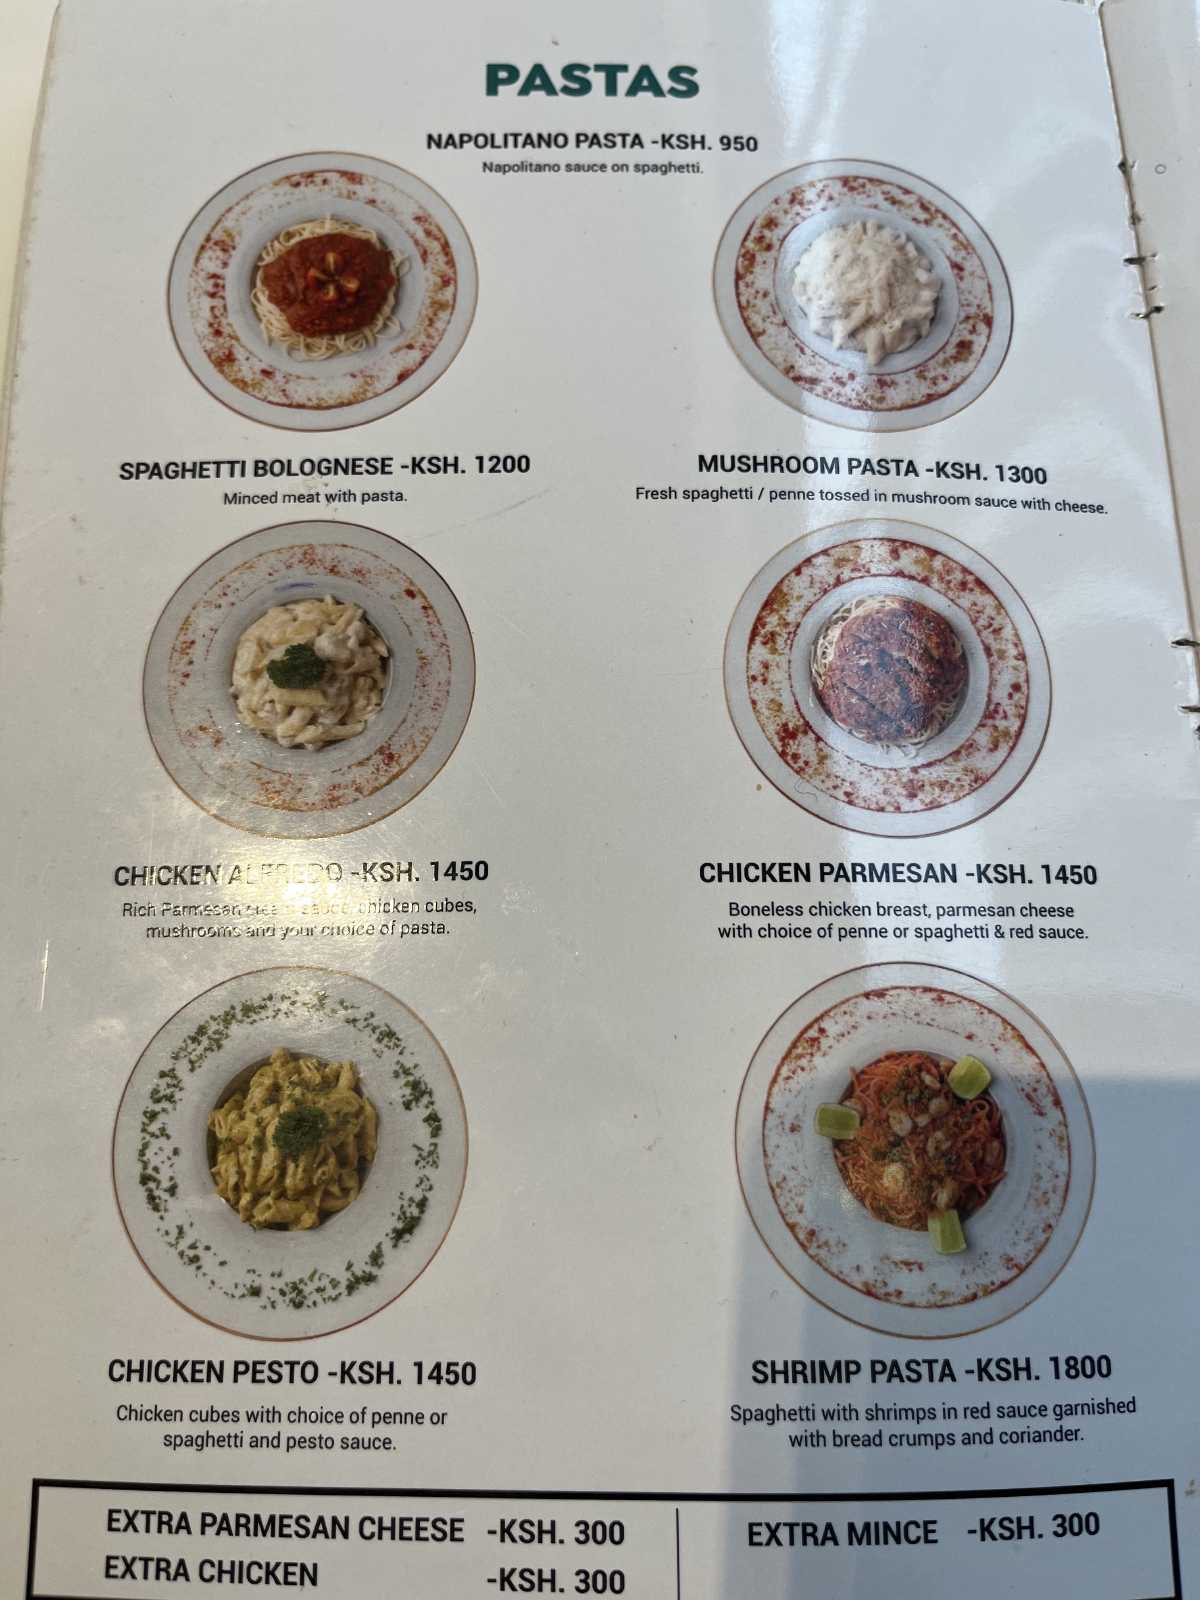 PASTAS
NAPOLITANO PASTA -KSH. 950
Napolitano sauce on spaghetti.
SPAGHETTI BOLOGNESE -KSH. 1200
Minced meat with pasta.
MUSHROOM PASTA -KSH. 1300
Fresh spaghetti / penne tossed in mushroom sauce with cheese.
CHICKEN ALFREDO -KSH. 1450
Rich Parmesan cream sauce, chicken cubes,
mushrooms and your choice of pasta.
CHICKEN PARMESAN -KSH. 1450
Boneless chicken breast, parmesan cheese
with choice of penne or spaghetti & red sauce.
CHICKEN PESTO -KSH. 1450
Chicken cubes with choice of penne or
spaghetti and pesto sauce.
SHRIMP PASTA -KSH. 1800
Spaghetti with shrimps in red sauce garnished
with bread crumps and coriander.
EXTRA PARMESAN CHEESE -KSH. 300
EXTRA CHICKEN -KSH. 300
EXTRA MINCE -KSH. 300